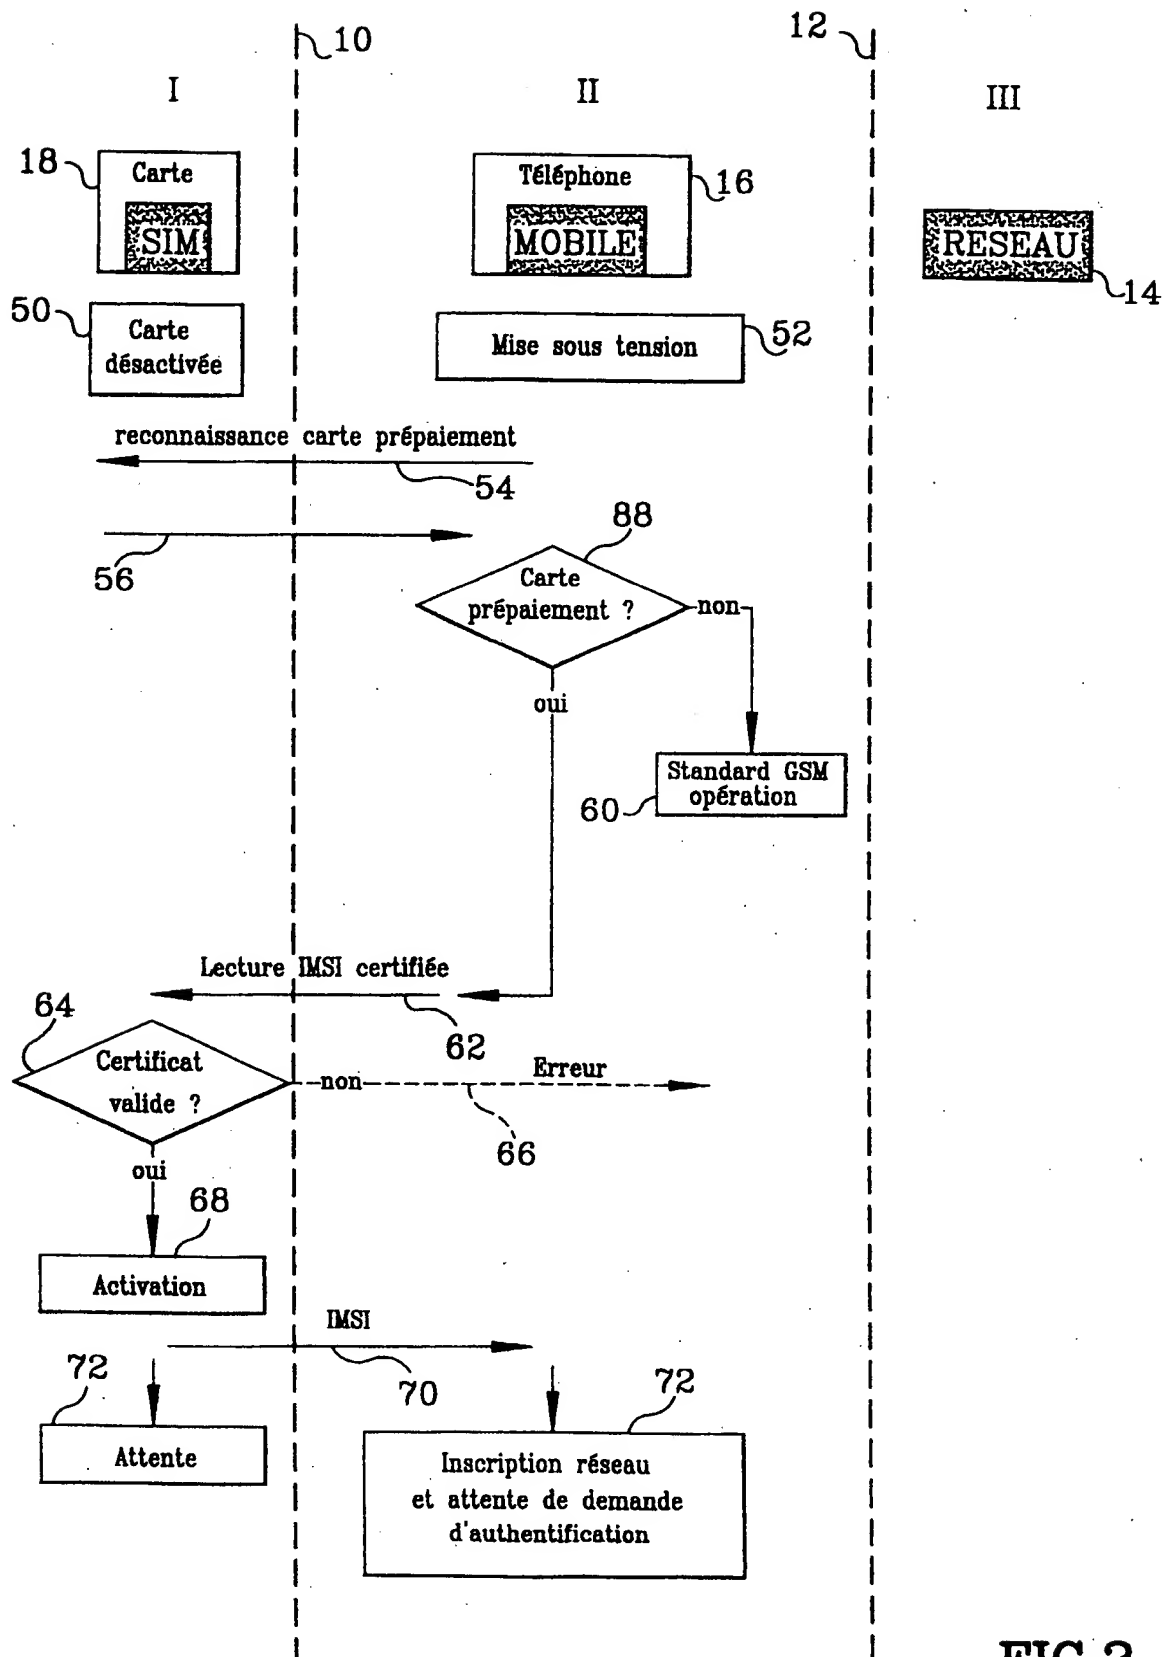 10
12
I
II
III
18
Carte
SIM
Téléphone
MOBILE
16
RESEAU
14
50
Carte
désactivée
Mise sous tension
52
reconnaissance carte prépaiement
54
56
88
Carte
prépaiement ?
non
oui
Standard GSM
opération
60
Lecture IMSI certifiée
62
64
Certificat
valide ?
non
Erreur
66
oui
68
Activation
IMSI
70
72
Attente
72
Inscription réseau
et attente de demande
d'authentification